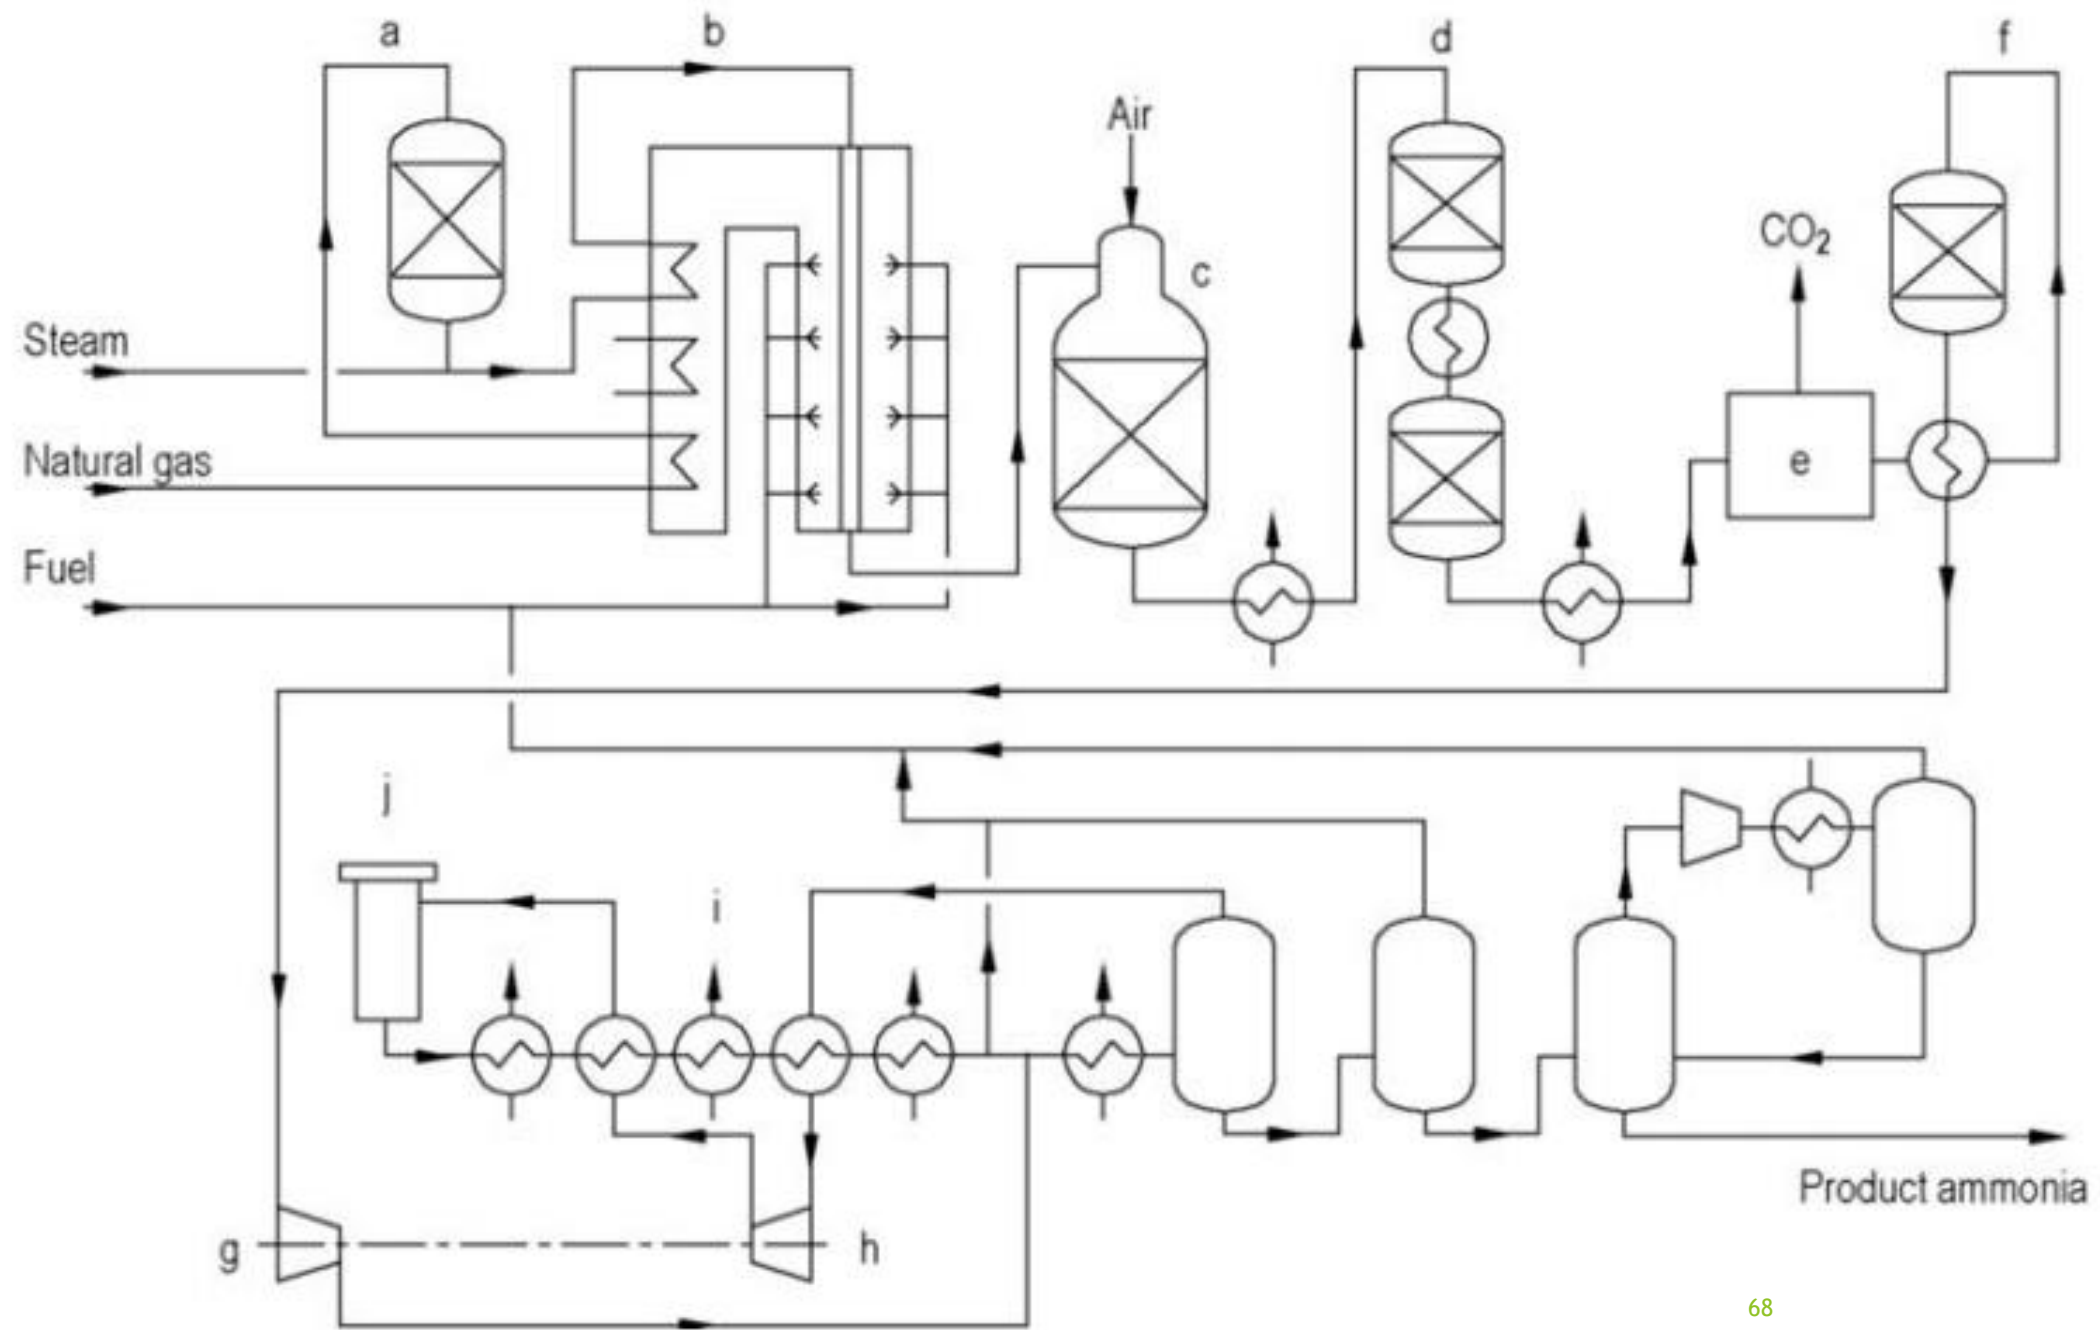 a
b
d
f
Air
c
CO₂
Steam
Natural gas
e
Fuel
j
i
Product ammonia
g
h
68